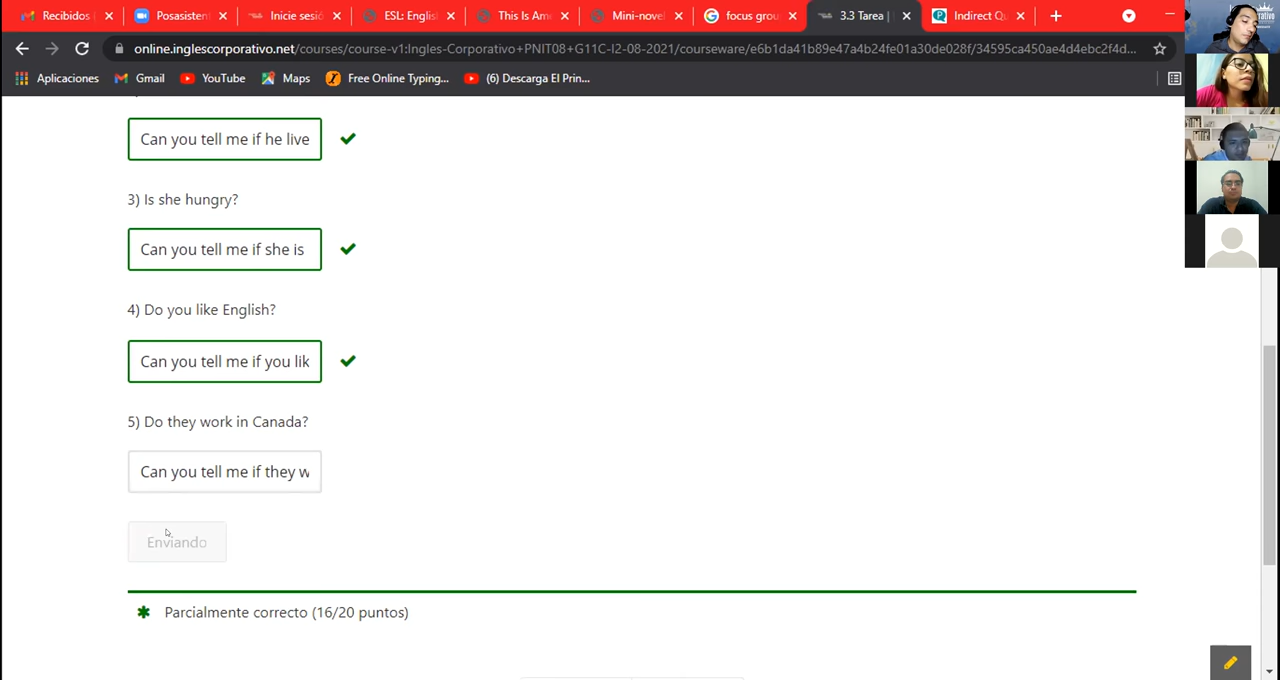 Recibidos
Posasistent
Inicie sesió
ESL: Englis
This Is Ame
Mini-novel
focus grou
3.3 Tarea |
Indirect Qu
online.inglescorporativo.net/courses/course-v1:Ingles-Corporativo+PNIT08+G11C-I2-08-2021/courseware/e6b1da41b89e47a4b24fe01a30de028f/34595ca450ae4d4ebc2f4d...
Aplicaciones
Gmail
YouTube
Maps
Free Online Typing...
(6) Descarga El Prin...
Can you tell me if he live
3) Is she hungry?
Can you tell me if she is
4) Do you like English?
Can you tell me if you lik
5) Do they work in Canada?
Can you tell me if they w
Enviando
Parcialmente correcto (16/20 puntos)